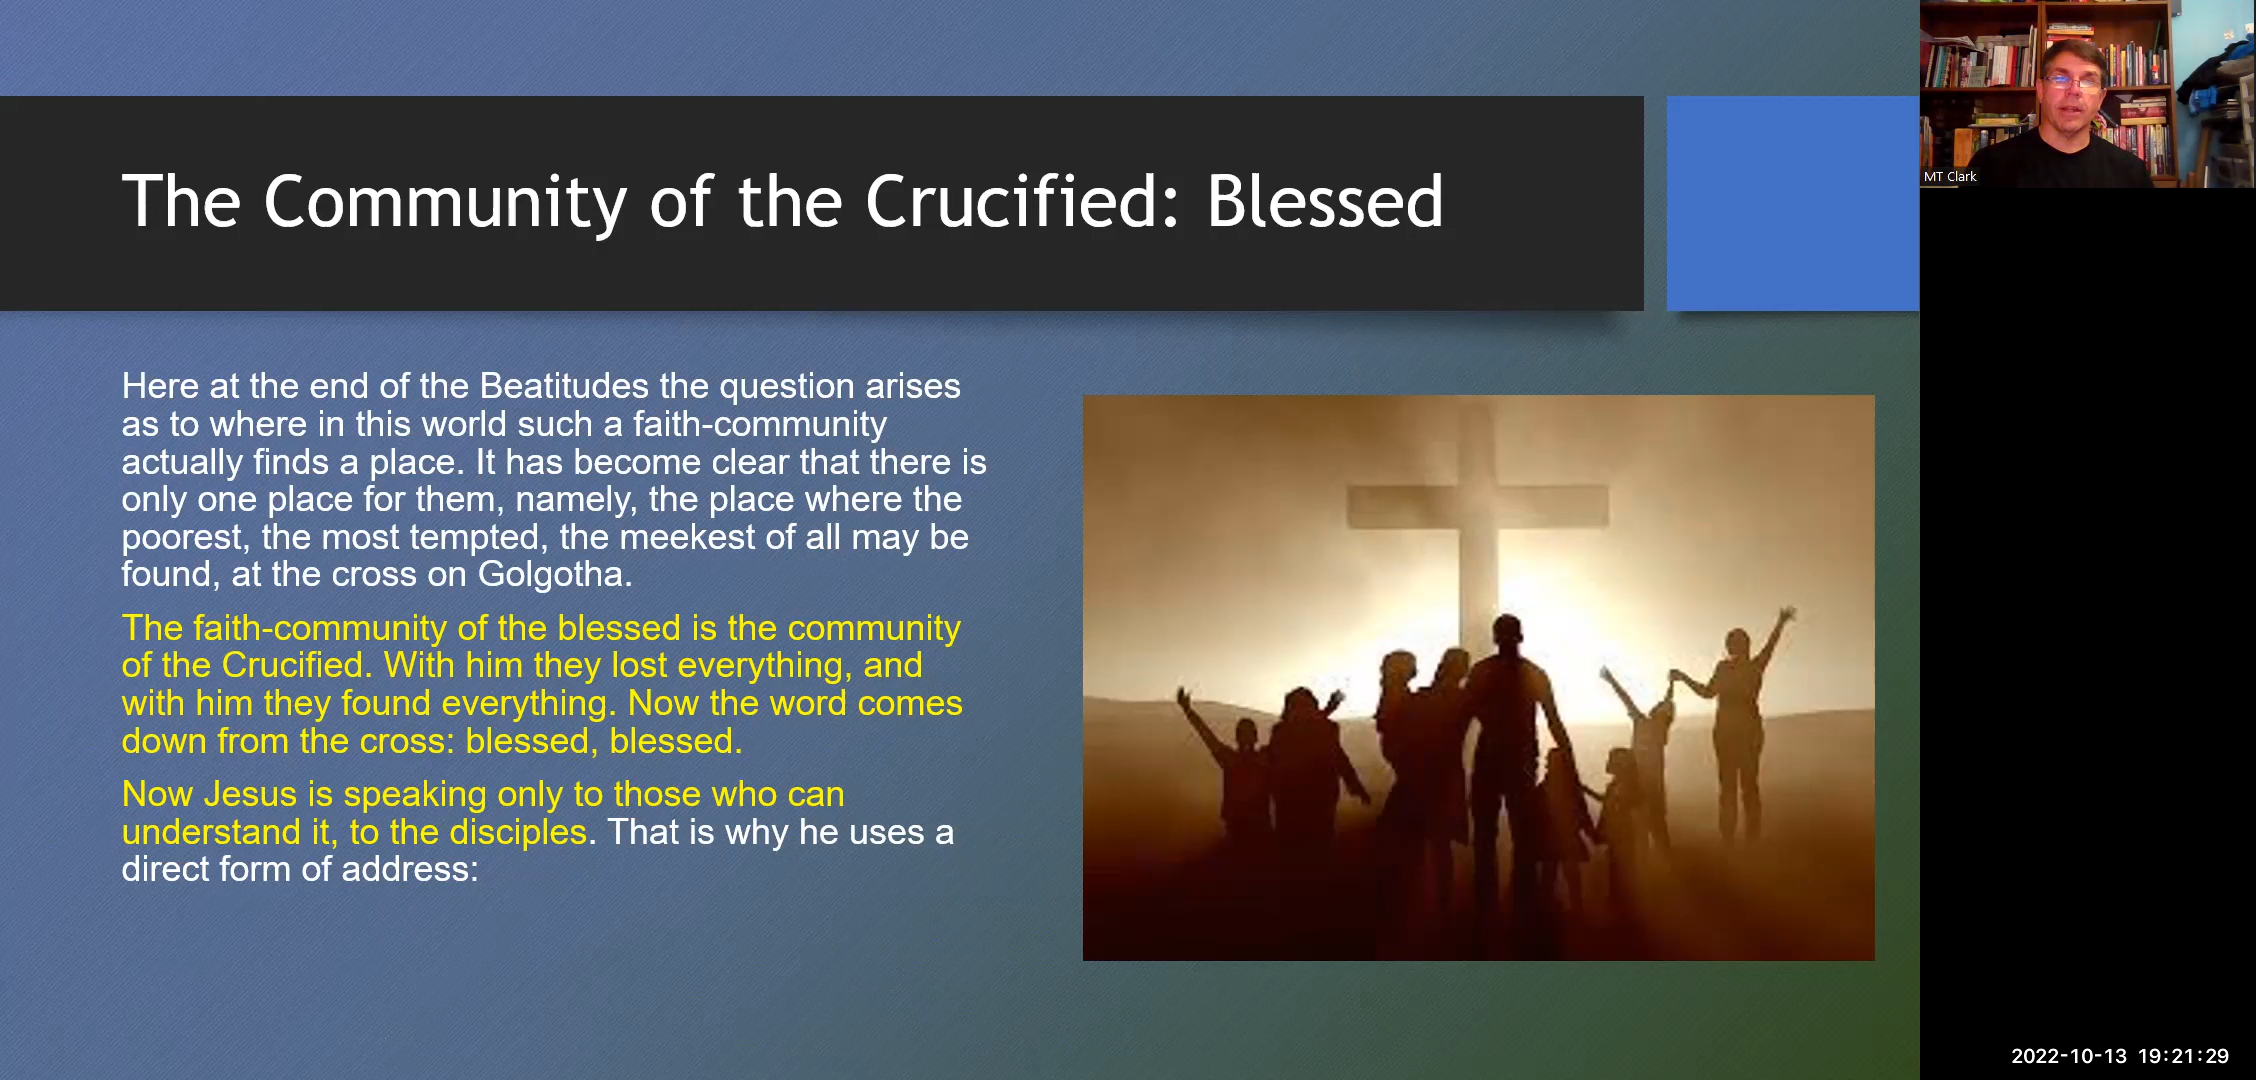 The Community of the Crucified: Blessed
Here at the end of the Beatitudes the question arises
as to where in this world such a faith-community
actually finds a place. It has become clear that there is
only one place for them, namely, the place where the
poorest, the most tempted, the meekest of all may be
found, at the cross on Golgotha.
The faith-community of the blessed is the community
of the Crucified. With him they lost everything, and
with him they found everything. Now the word comes
down from the cross: blessed, blessed.
Now Jesus is speaking only to those who can
understand it, to the disciples. That is why he uses a
direct form of address:
MT Clark
2022-10-13 19:21:29